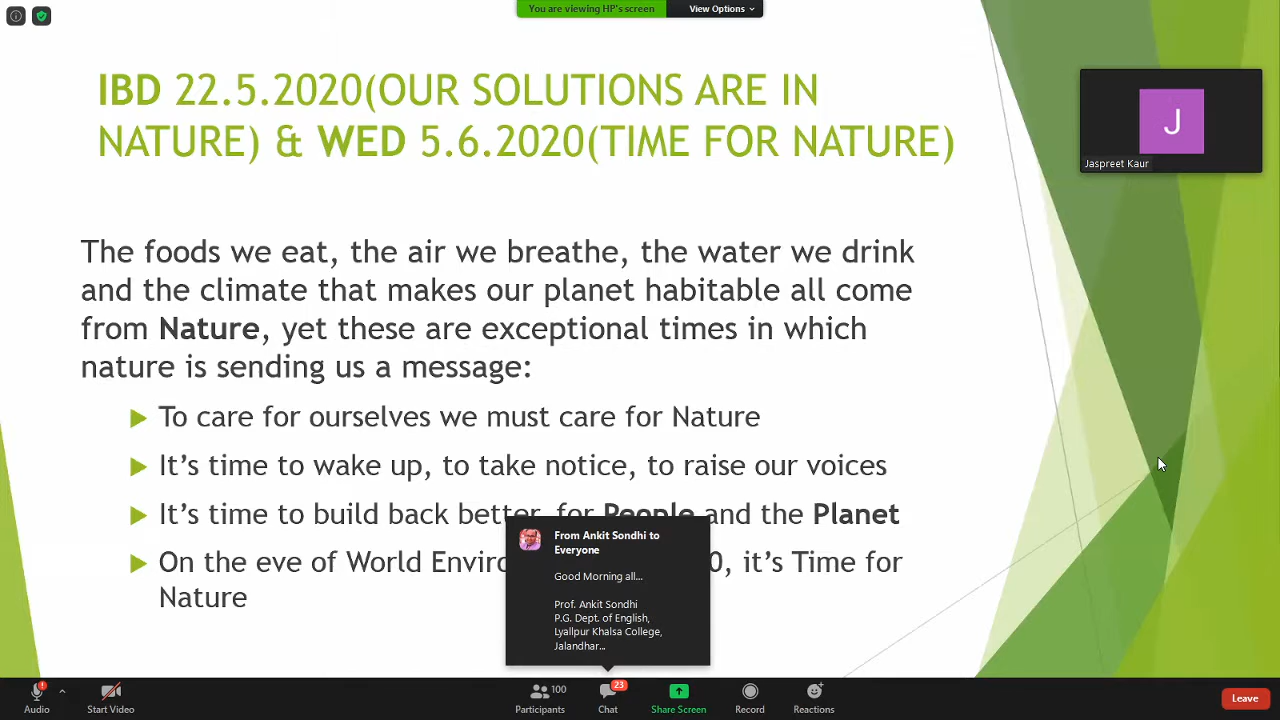 You are viewing HP's screen
View Options
IBD 22.5.2020(OUR SOLUTIONS ARE IN
NATURE) & WED 5.6.2020(TIME FOR NATURE)
J
Jaspreet Kaur
The foods we eat, the air we breathe, the water we drink
and the climate that makes our planet habitable all come
from Nature, yet these are exceptional times in which
nature is sending us a message:
To care for ourselves we must care for Nature
It's time to wake up, to take notice, to raise our voices
It's time to build back better, for People and the Planet
On the eve of World 0, it's Time for
Nature
From Ankit Sondhi to
Everyone
Good Morning all...
Prof. Ankit Sondhi
P.G. Dept. of English,
Lyallpur Khalsa College,
Jalandhar...
100
23
Audio
Start Video
Participants
Chat
Share Screen
Record
Reactions
Leave